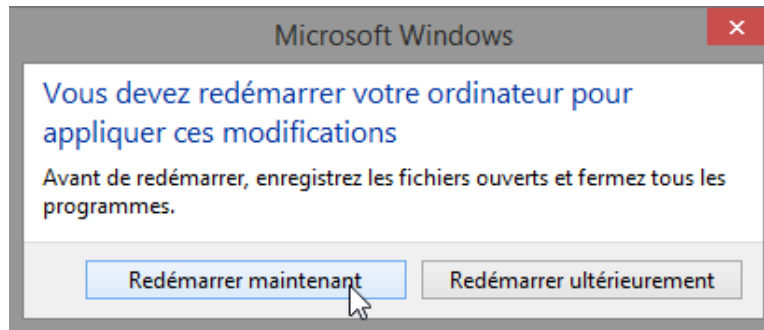 Microsoft Windows
Vous devez redémarrer votre ordinateur pour
appliquer ces modifications
Avant de redémarrer, enregistrez les fichiers ouverts et fermez tous les
programmes.
Redémarrer maintenant Redémarrer ultérieurement